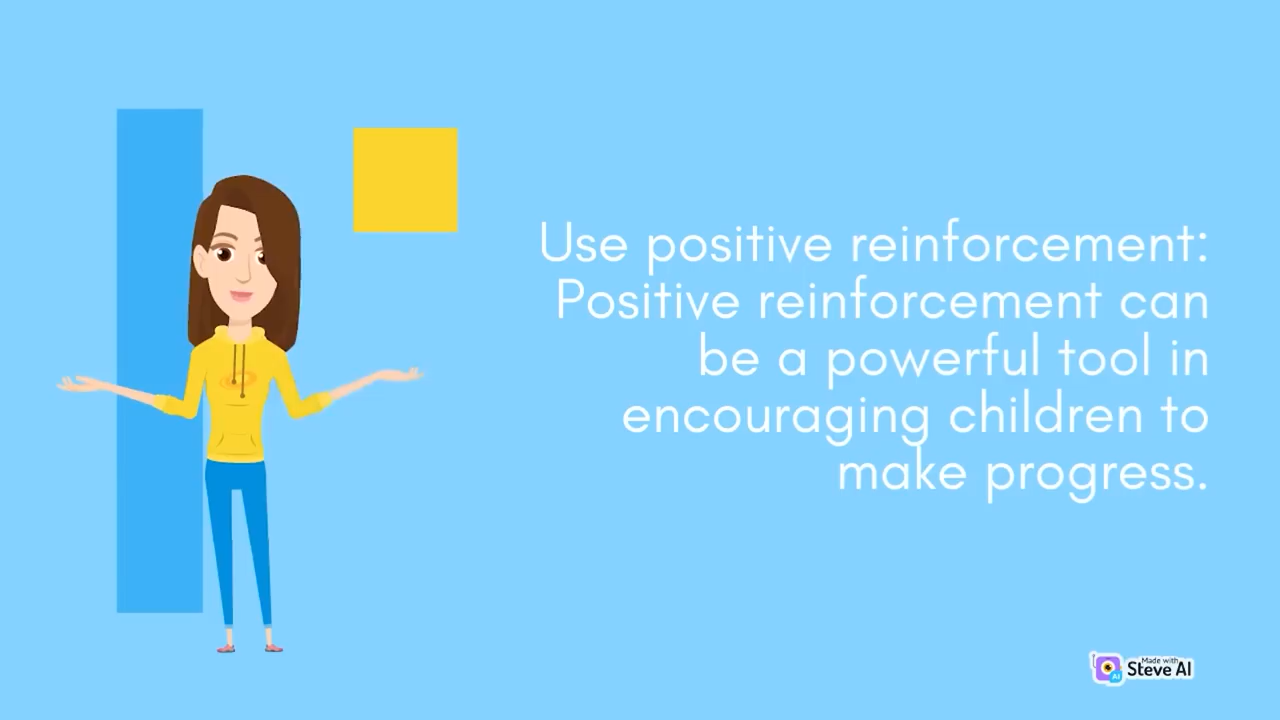 Use positive reinforcement:
Positive reinforcement can
be a powerful tool in
encouraging children to
make progress.
Made with
Steve AI
AI